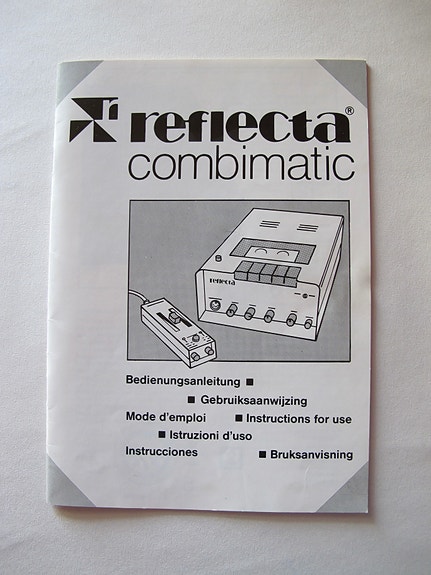 reflecta®
combimatic
reflecta
Bedienungsanleitung ■
■ Gebruiksaanwijzing
Mode d'emploi ■ Instructions for use
■ Istruzioni d'uso
Instrucciones ■ Bruksanvisning